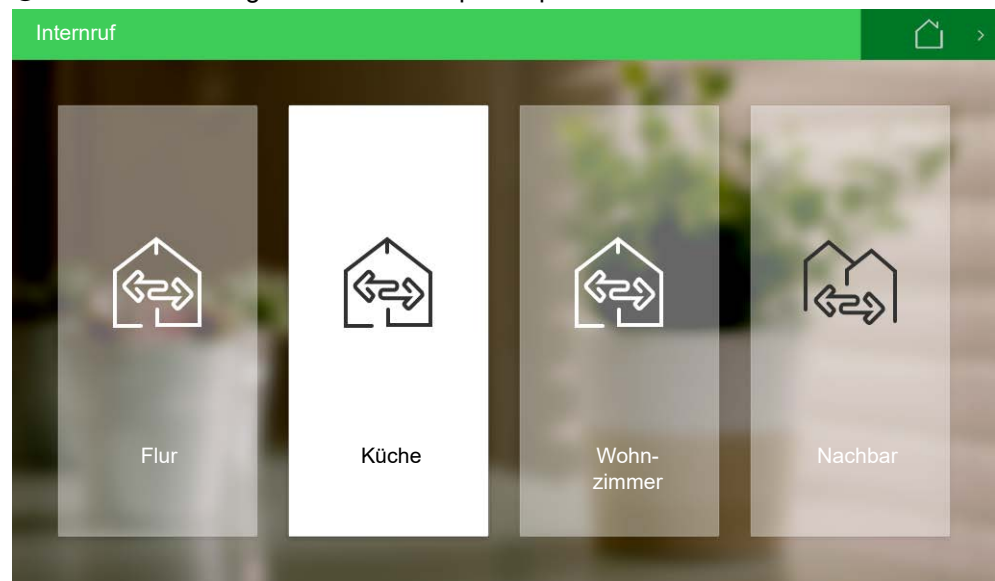 Internruf
Flur
Küche
Wohn-
zimmer
Nachbar